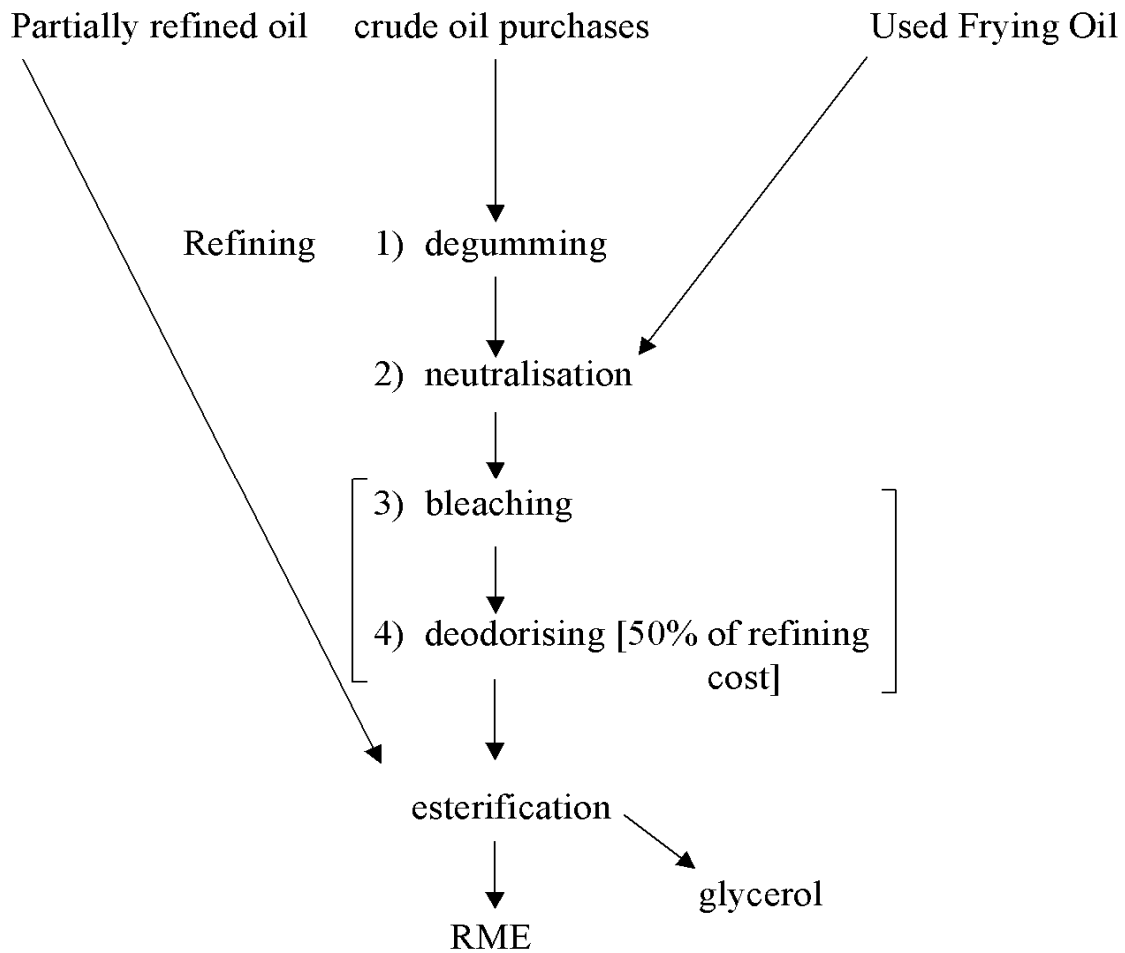 Partially refined oil crude oil purchases Used Frying Oil
Refining 1) degumming
2) neutralisation
3) bleaching
4) deodorising [50% of refining
cost]
esterification
glycerol
RME